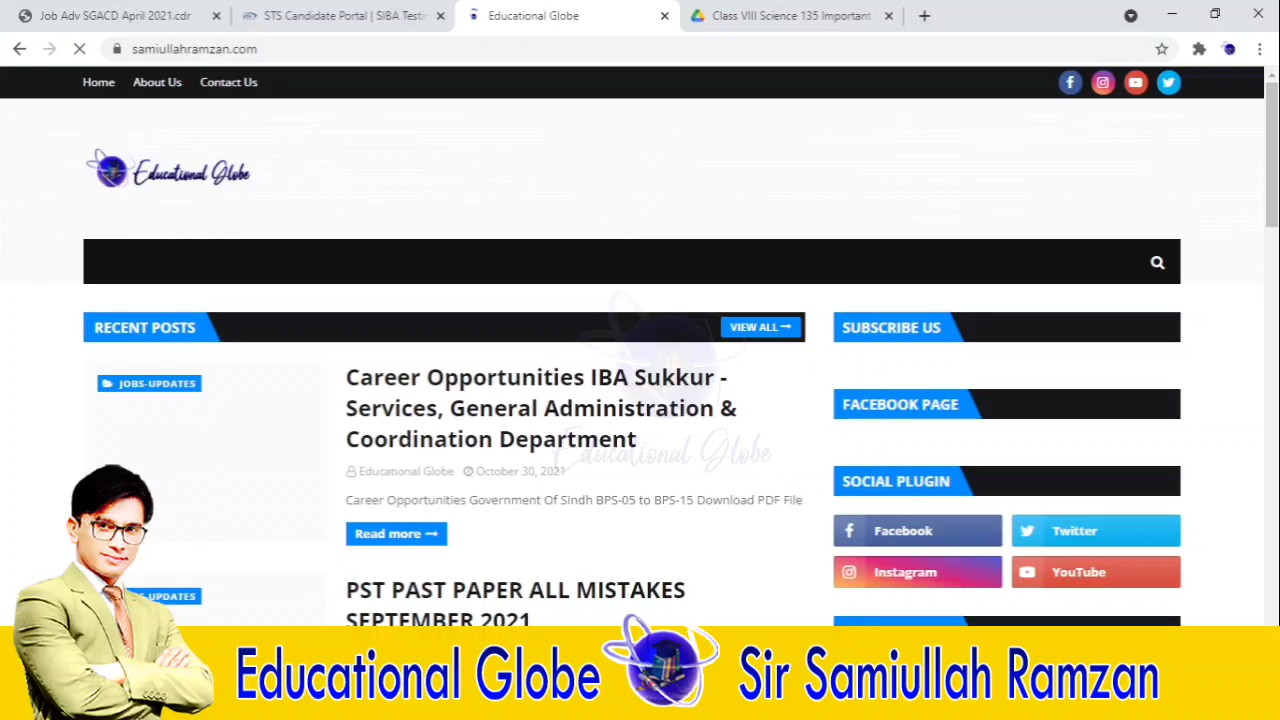 Job Adv SGACD April 2021.cdr
STS Candidate Portal | SIBA Testi
Educational Globe
Class VIII Science 135 Important
samiullahramzan.com
Home About Us Contact Us
Educational Globe
RECENT POSTS
VIEW ALL
SUBSCRIBE US
JOBS-UPDATES
Career Opportunities IBA Sukkur -
Services, General Administration &
Coordination Department
Educational Globe October 30, 2021
Career Opportunities Government Of Sindh BPS-05 to BPS-15 Download PDF File
Read more
FACEBOOK PAGE
Educational Globe
SOCIAL PLUGIN
Facebook Twitter
Instagram YouTube
-UPDATES
PST PAST PAPER ALL MISTAKES
SEPTEMBER 2021
Educational Globe Sir Samiullah Ramzan